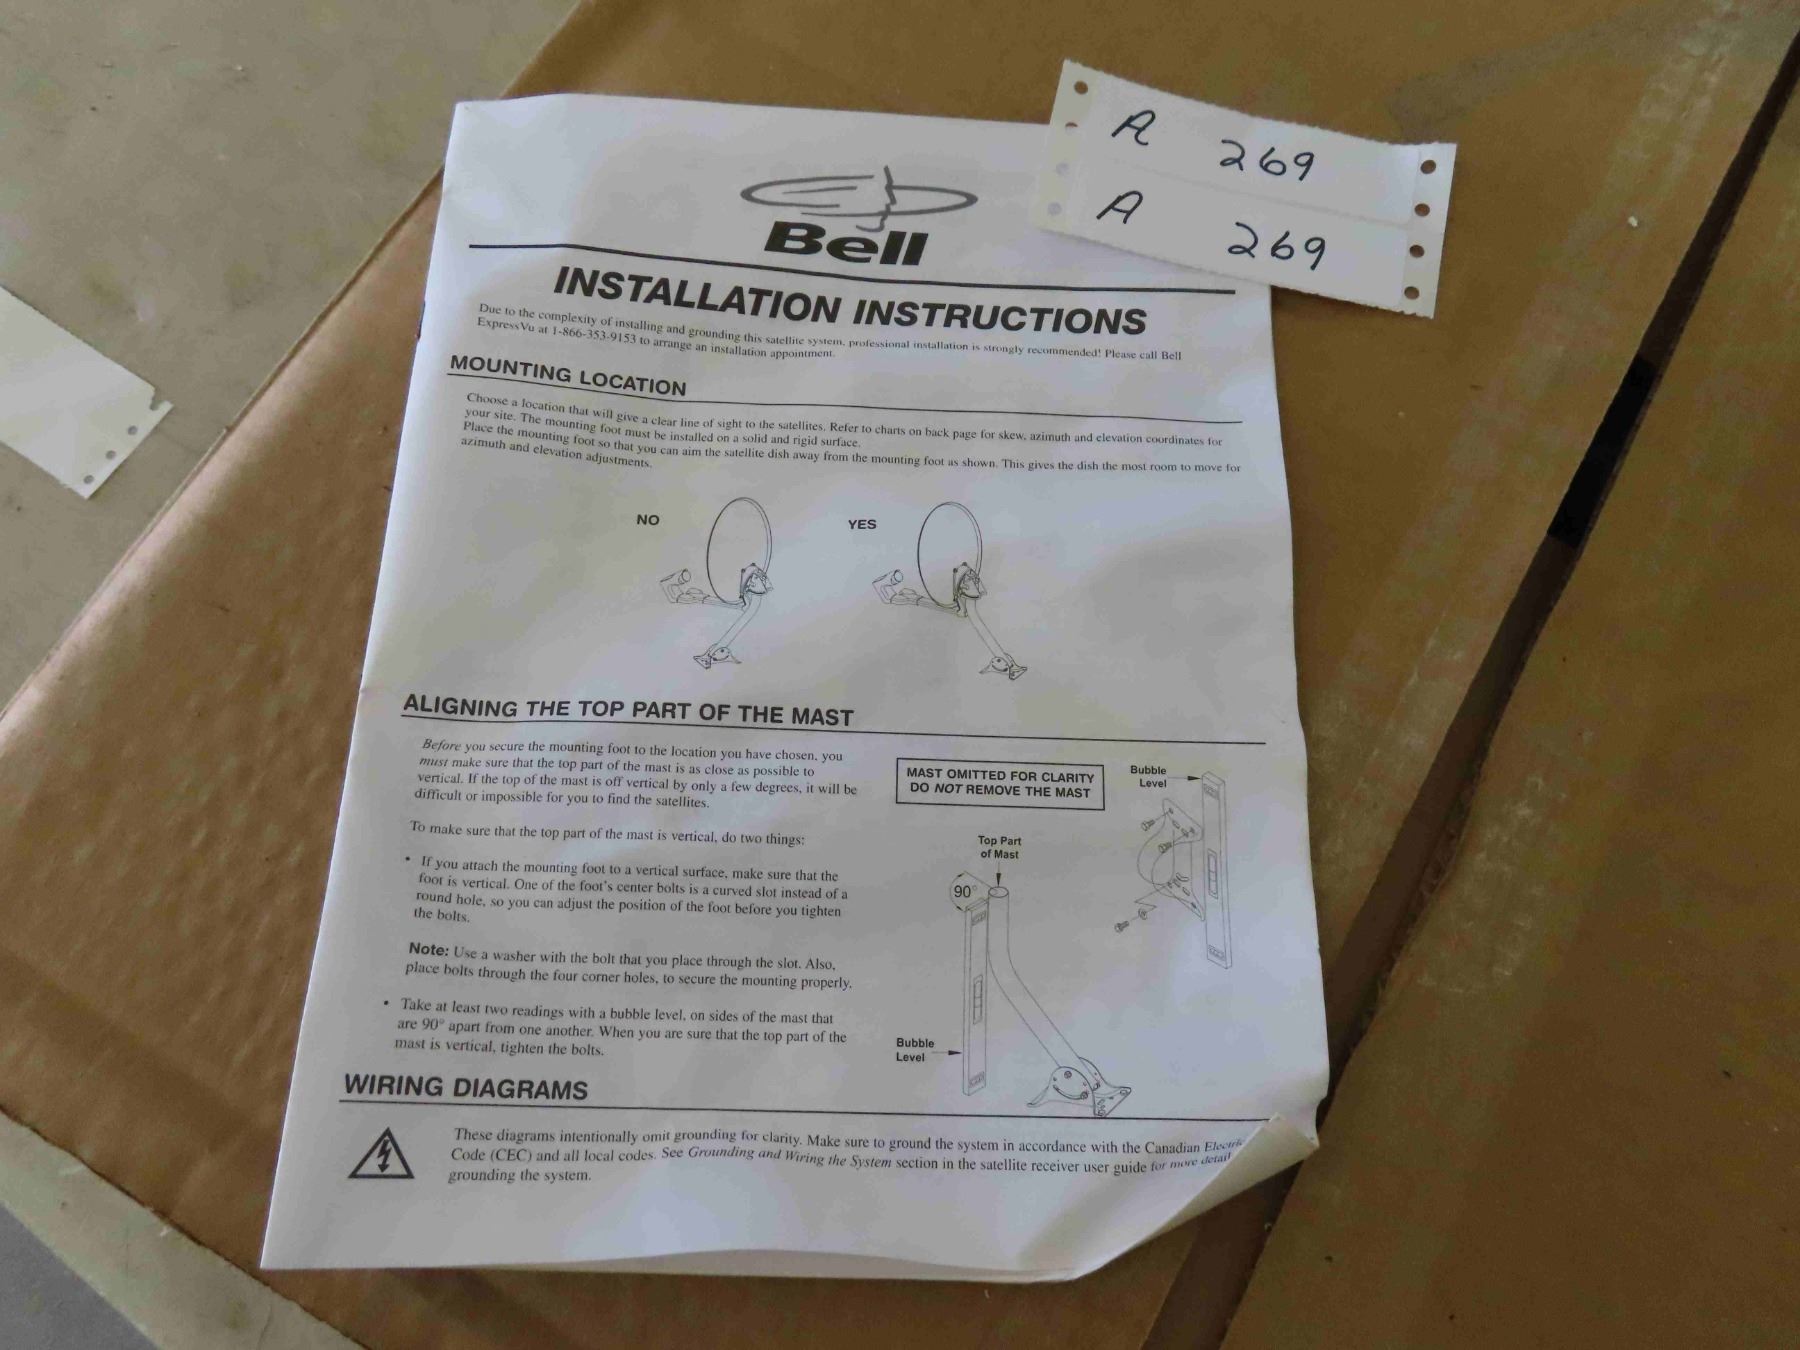 A 269
A 269
Bell
INSTALLATION INSTRUCTIONS
Due to the complexity of installing and grounding this satellite system, professional installation is strongly recommended! Please call Bell
ExpressVu at 1-866-353-9153 to arrange an installation appointment.
MOUNTING LOCATION
Choose a location that will give a clear line of sight to the satellites. Refer to charts on back page for skew, azimuth and elevation coordinates for
your site. The mounting foot must be installed on a solid and rigid surface.
Place the mounting foot so that you can aim the satellite dish away from the mounting foot as shown. This gives the dish the most room to move for
azimuth and elevation adjustments.
NO
YES
ALIGNING THE TOP PART OF THE MAST
Before you secure the mounting foot to the location you have chosen, you
must make sure that the top part of the mast is as close as possible to
vertical. If the top of the mast is off vertical by only a few degrees, it will be
difficult or impossible for you to find the satellites.
To make sure that the top part of the mast is vertical, do two things:
• If you attach the mounting foot to a vertical surface, make sure that the
foot is vertical. One of the foot's center bolts is a curved slot instead of a
round hole, so you can adjust the position of the foot before you tighten
the bolts.
Note: Use a washer with the bolt that you place through the slot. Also,
place bolts through the four corner holes, to secure the mounting properly.
• Take at least two readings with a bubble level, on sides of the mast that
are 90° apart from one another. When you are sure that the top part of the
mast is vertical, tighten the bolts.
MAST OMITTED FOR CLARITY
DO NOT REMOVE THE MAST
Bubble
Level
Top Part
of Mast
90°
Bubble
Level
WIRING DIAGRAMS
These diagrams intentionally omit grounding for clarity. Make sure to ground the system in accordance with the Canadian Electric
Code (CEC) and all local codes. See Grounding and Wiring the System section in the satellite receiver user guide for more detail
grounding the system.